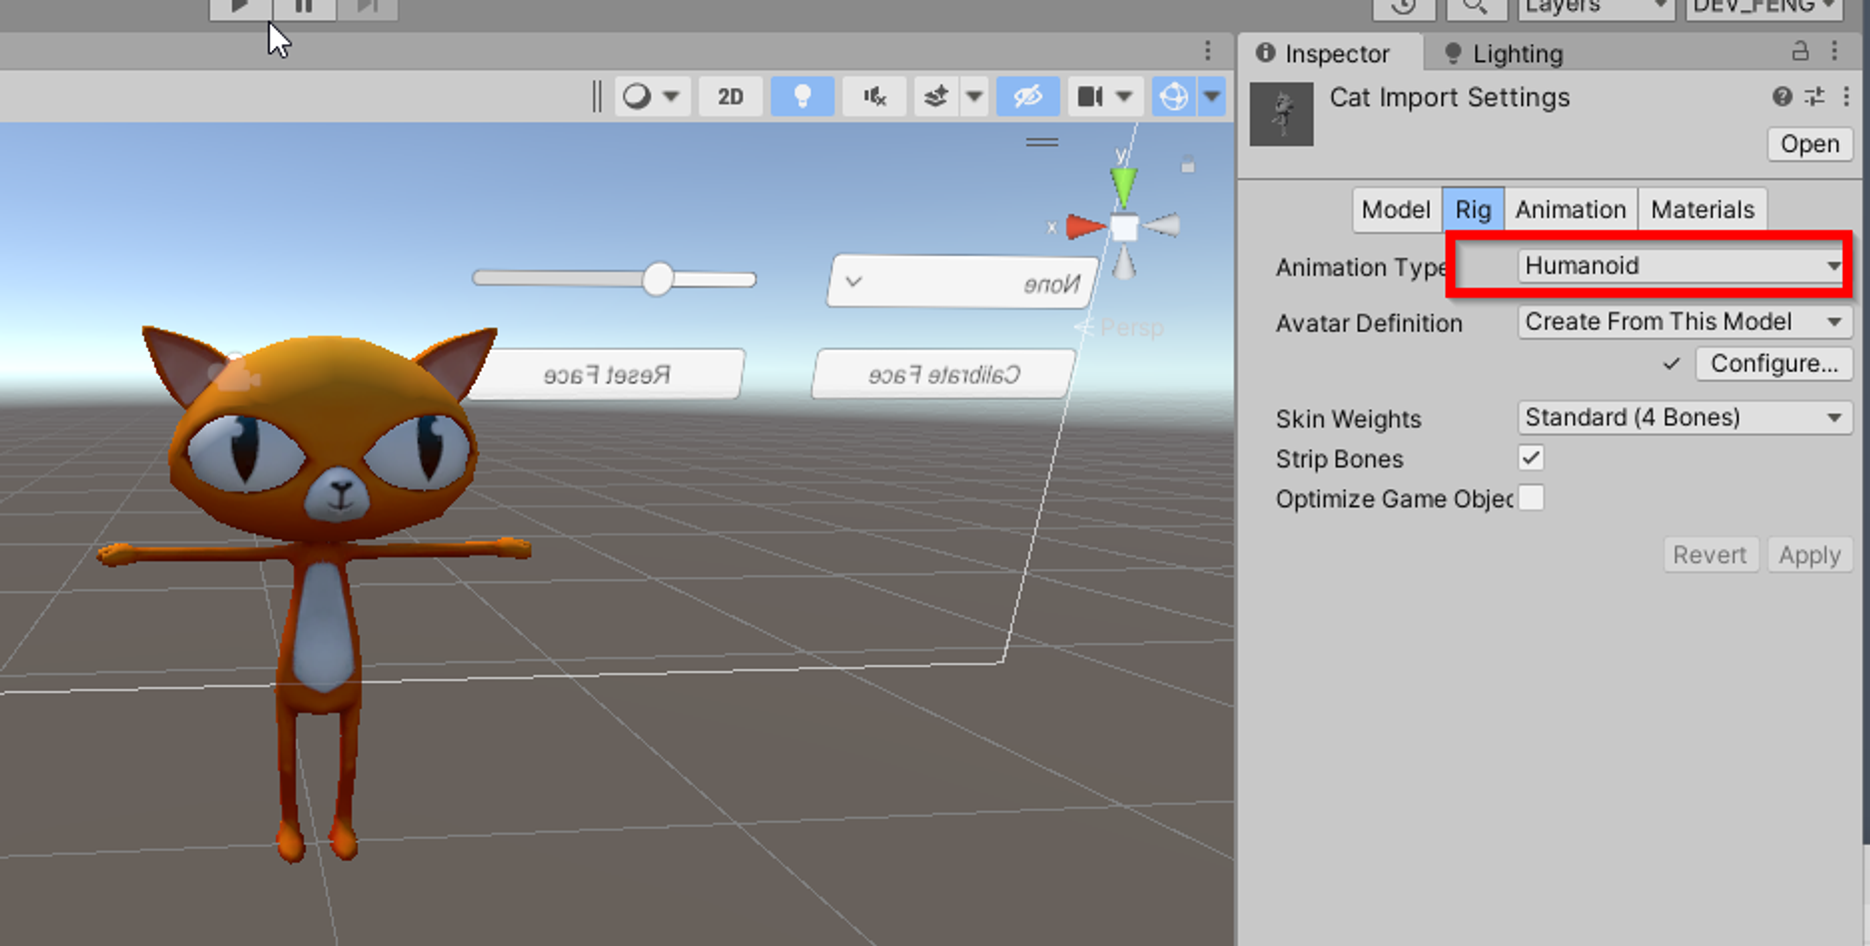 Layers
DEV_FENG
Inspector
Lighting
2D
Cat Import Settings
Open
y
x
Persp
None
Reset Face
Calibrate Face
Model
Rig
Animation
Materials
Animation Type
Humanoid
Avatar Definition
Create From This Model
Configure...
Skin Weights
Standard (4 Bones)
Strip Bones
Optimize Game Objec
Revert
Apply